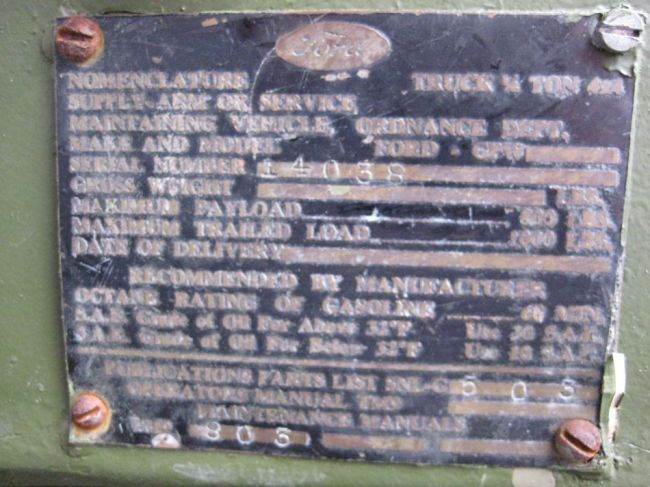 Ford
NOMENCLATURE TRUCK ¼ TON 4x4
SUPPLY ARM OR SERVICE
MAINTAINING VEHICLE, ORDNANCE DEPT.
MAKE AND MODEL FORD - GPW
SERIAL NUMBER 14038
GROSS WEIGHT LBS.
MAXIMUM PAYLOAD 800 LBS.
MAXIMUM TRAILED LOAD 1000 LBS.
DATE OF DELIVERY
RECOMMENDED BY MANUFACTURER
OCTANE RATING OF GASOLINE MIN.
S.A.E. Grade of Oil For Above 32°F Use 30 S.A.E.
S.A.E. Grade of Oil For Below 32°F Use 10 S.A.E.
PUBLICATIONS PARTS LIST SNL-G 503
OPERATORS MANUAL, TM10
MAINTENANCE MANUALS
803